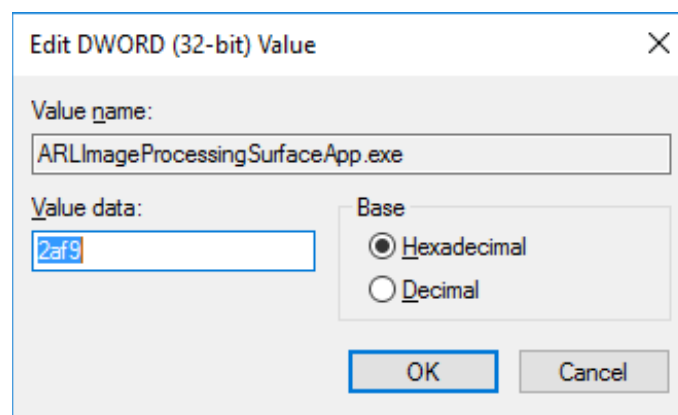 Edit DWORD (32-bit) Value
Value name:
ARLImageProcessingSurfaceApp.exe
Value data:
2af9
Base
Hexadecimal
Decimal
OK
Cancel